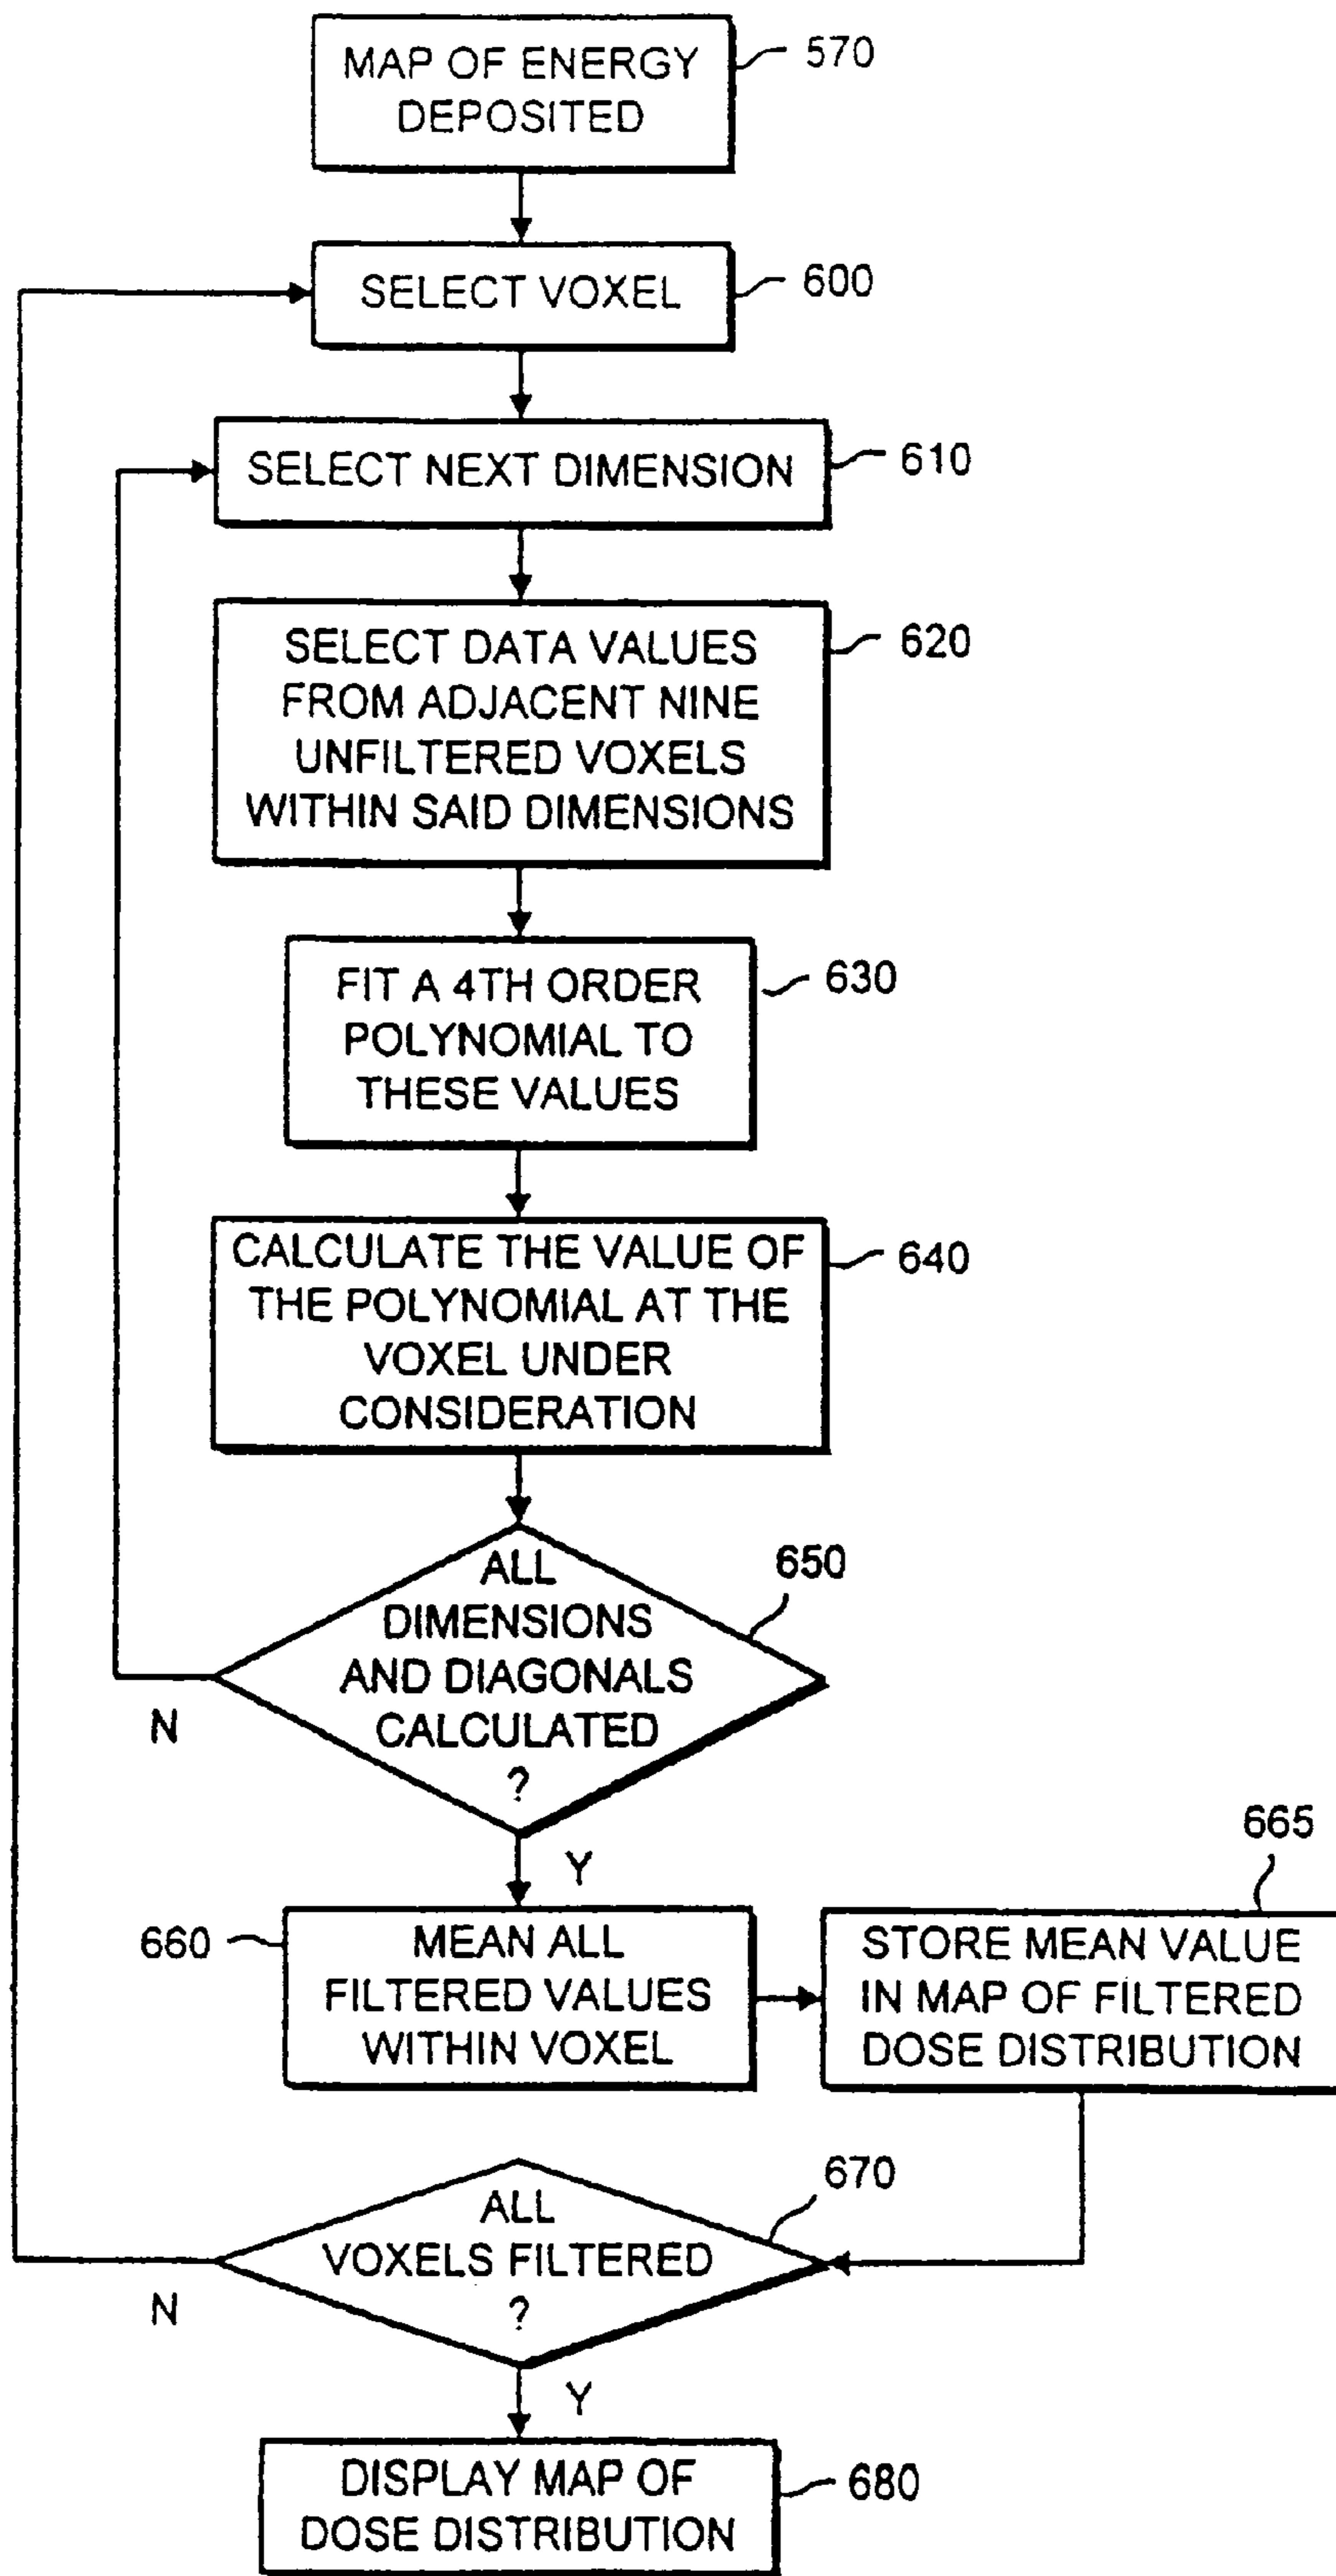 MAP OF ENERGY
DEPOSITED
570
SELECT VOXEL
600
SELECT NEXT DIMENSION
610
SELECT DATA VALUES
FROM ADJACENT NINE
UNFILTERED VOXELS
WITHIN SAID DIMENSIONS
620
FIT A 4TH ORDER
POLYNOMIAL TO
THESE VALUES
630
CALCULATE THE VALUE OF
THE POLYNOMIAL AT THE
VOXEL UNDER
CONSIDERATION
640
ALL
DIMENSIONS
AND DIAGONALS
CALCULATED
?
650
N
Y
660
MEAN ALL
FILTERED VALUES
WITHIN VOXEL
665
STORE MEAN VALUE
IN MAP OF FILTERED
DOSE DISTRIBUTION
ALL
VOXELS FILTERED
?
670
N
Y
DISPLAY MAP OF
DOSE DISTRIBUTION
680